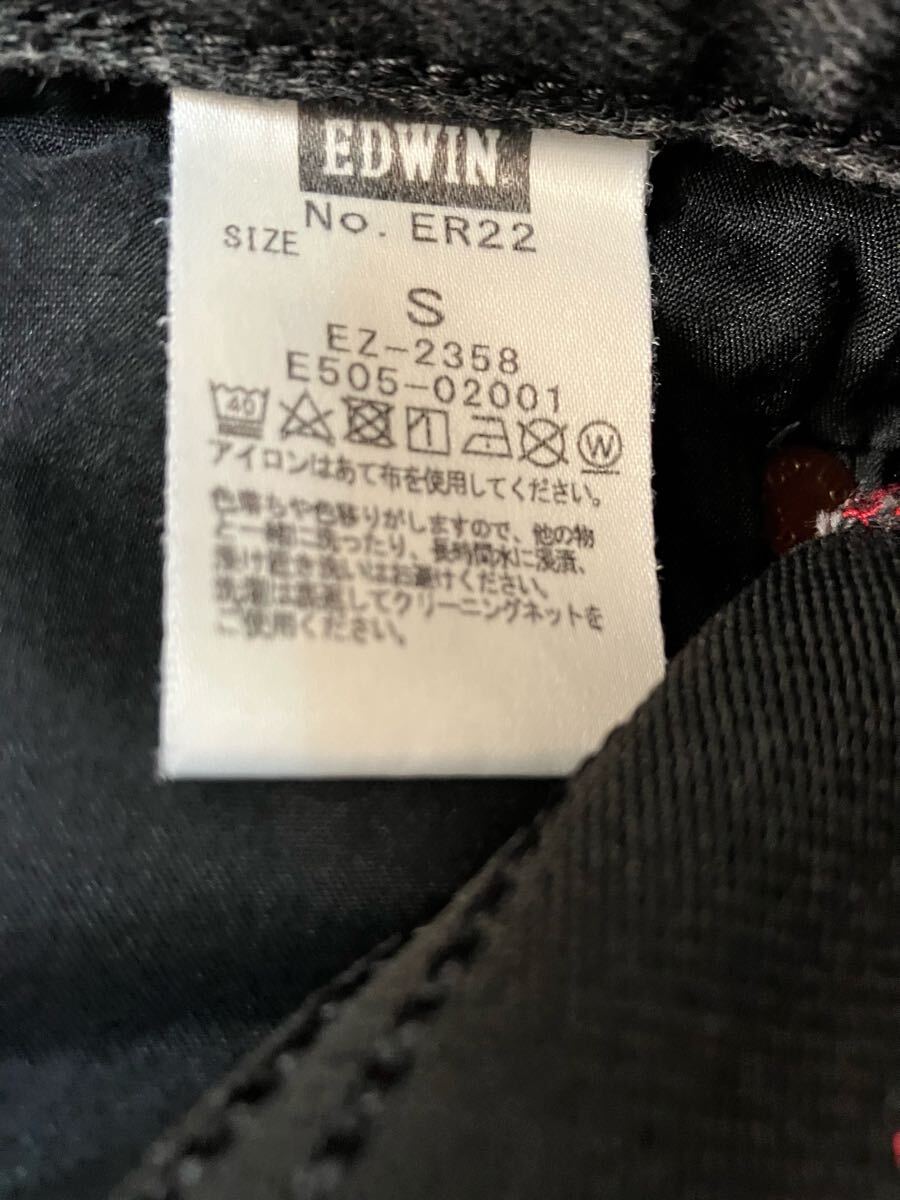 EDWIN
No. ER22
SIZE
S
EZ-2358
E505-02001
40 W
アイロンはあて布を使用してください。
色落ちや色移りがしますので、他の物
と一緒に洗ったり、長時間水に浸漬、
浸け置き洗いはお避けください。
洗濯は裏返してクリーニングネットを
ご使用ください。